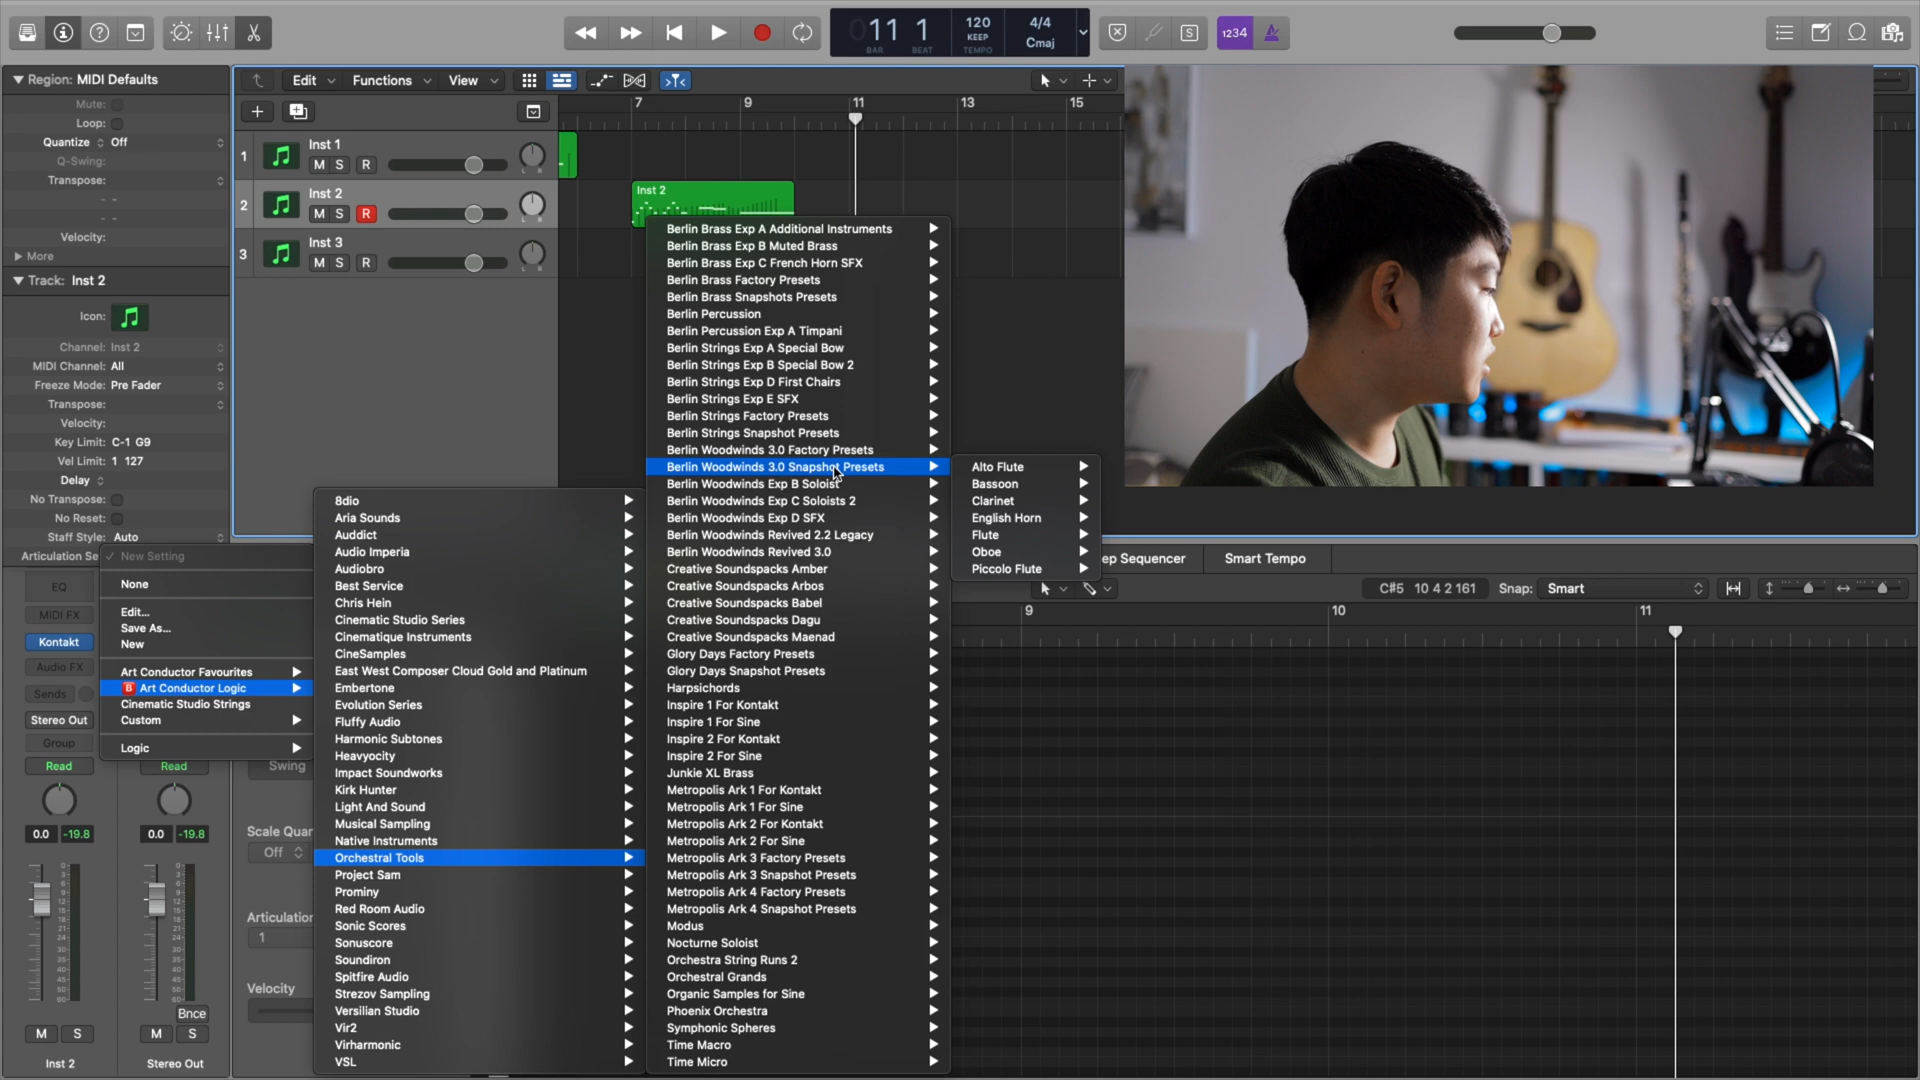 11 1
BAR BEAT
120
KEEP
TEMPO
4/4
Cmaj
S
1234
Region: MIDI Defaults
Mute:
Loop:
Quantize Off
Q-Swing:
Transpose:
Velocity:
More
Track: Inst 2
Icon:
Channel: Inst 2
MIDI Channel: All
Freeze Mode: Pre Fader
Transpose:
Velocity:
Key Limit: C-1 G9
Vel Limit: 1 127
Delay
No Transpose:
No Reset:
Staff Style: Auto
Articulation Se
Edit
Functions
View
7 9 11 13 15
1 Inst 1
M S R
2 Inst 2
M S R
3 Inst 3
M S R
Inst 2
New Setting
None
Edit...
Save As...
New
Art Conductor Favourites
B Art Conductor Logic
Cinematic Studio Strings
Custom
Logic
8dio
Aria Sounds
Auddict
Audio Imperia
Audiobro
Best Service
Chris Hein
Cinematic Studio Series
Cinematique Instruments
CineSamples
East West Composer Cloud Gold and Platinum
Embertone
Evolution Series
Fluffy Audio
Harmonic Subtones
Heavyocity
Impact Soundworks
Kirk Hunter
Light And Sound
Musical Sampling
Native Instruments
Orchestral Tools
Project Sam
Prominy
Red Room Audio
Sonic Scores
Sonuscore
Soundiron
Spitfire Audio
Strezov Sampling
Versilian Studio
Vir2
Virharmonic
VSL
Berlin Brass Exp A Additional Instruments
Berlin Brass Exp B Muted Brass
Berlin Brass Exp C French Horn SFX
Berlin Brass Factory Presets
Berlin Brass Snapshots Presets
Berlin Percussion
Berlin Percussion Exp A Timpani
Berlin Strings Exp A Special Bow
Berlin Strings Exp B Special Bow 2
Berlin Strings Exp D First Chairs
Berlin Strings Exp E SFX
Berlin Strings Factory Presets
Berlin Strings Snapshot Presets
Berlin Woodwinds 3.0 Factory Presets
Berlin Woodwinds 3.0 Snapshot Presets
Berlin Woodwinds Exp B Soloist
Berlin Woodwinds Exp C Soloists 2
Berlin Woodwinds Exp D SFX
Berlin Woodwinds Revived 2.2 Legacy
Berlin Woodwinds Revived 3.0
Creative Soundspacks Amber
Creative Soundspacks Arbos
Creative Soundspacks Babel
Creative Soundspacks Dagu
Creative Soundspacks Maenad
Glory Days Factory Presets
Glory Days Snapshot Presets
Harpsichords
Inspire 1 For Kontakt
Inspire 1 For Sine
Inspire 2 For Kontakt
Inspire 2 For Sine
Junkie XL Brass
Metropolis Ark 1 For Kontakt
Metropolis Ark 1 For Sine
Metropolis Ark 2 For Kontakt
Metropolis Ark 2 For Sine
Metropolis Ark 3 Factory Presets
Metropolis Ark 3 Snapshot Presets
Metropolis Ark 4 Factory Presets
Metropolis Ark 4 Snapshot Presets
Modus
Nocturne Soloist
Orchestra String Runs 2
Orchestral Grands
Organic Samples for Sine
Phoenix Orchestra
Symphonic Spheres
Time Macro
Time Micro
Alto Flute
Bassoon
Clarinet
English Horn
Flute
Oboe
Piccolo Flute
ep Sequencer
Smart Tempo
C#5 10 4 2 161
Snap: Smart
9 10 11
EQ
MIDI FX
Kontakt
Audio FX
Sends
Stereo Out
Group
Read
Read
0.0 -19.8
0.0 -19.8
Bnce
M S
M S
Inst 2
Stereo Out
Swing
Scale Quan
Off
Articulation
1
Velocity